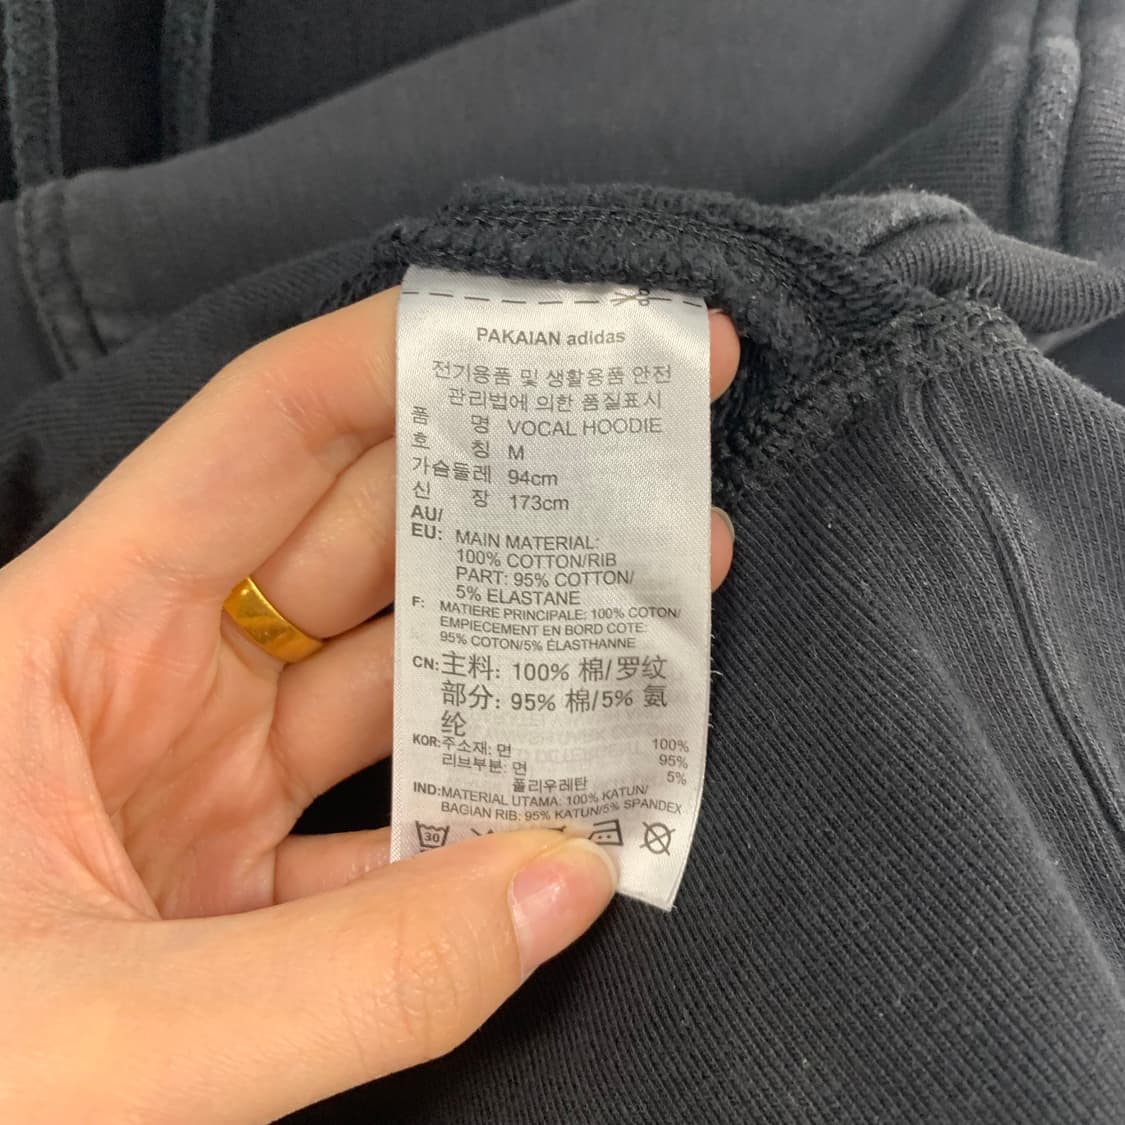 PAKAIAN adidas
전기용품 및 생활용품 안전
관리법에 의한 품질표시
품 명 VOCAL HOODIE
호 칭 M
가슴둘레 94cm
신 장 173cm
AU/
EU: MAIN MATERIAL:
100% COTTON/RIB
PART: 95% COTTON/
5% ELASTANE
F: MATIERE PRINCIPALE: 100% COTON/
EMPIECEMENT EN BORD COTE:
95% COTON/5% ÉLASTHANNE
CN: 主料: 100% 棉/罗纹
部分: 95% 棉/5% 氨
纶
KOR: 주소재: 면 100%
리브부분: 면 95%
폴리우레탄 5%
IND: MATERIAL UTAMA: 100% KATUN/
BAGIAN RIB: 95% KATUN/5% SPANDEX
30